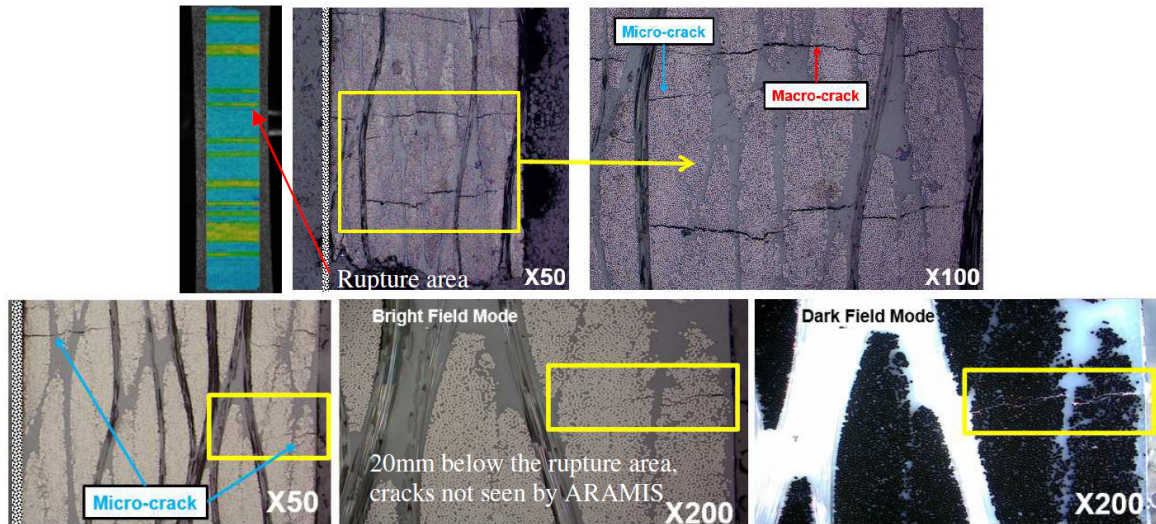 Micro-crack
Macro-crack
Rupture area
X50
X100
Bright Field Mode
Dark Field Mode
Micro-crack
X50
20mm below the rupture area,
cracks not seen by ARAMIS
X200
X200